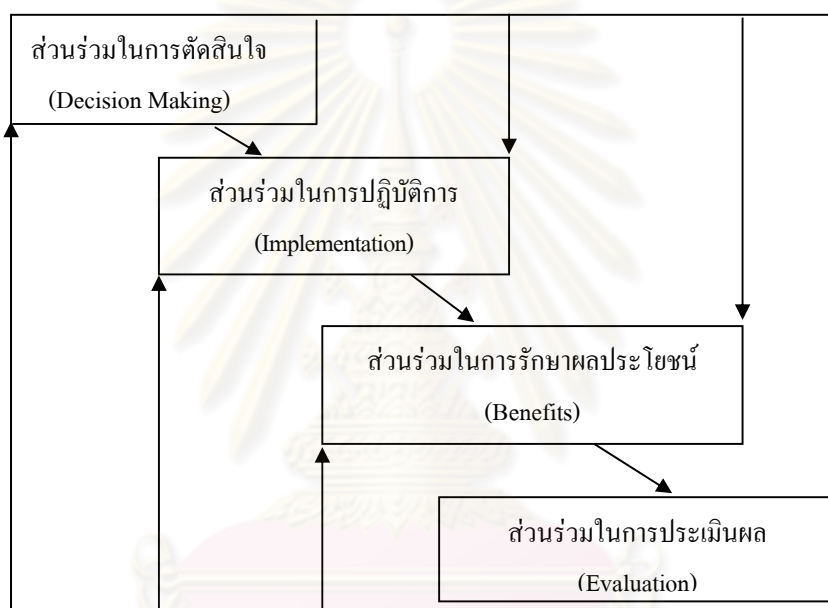 ส่วนร่วมในการตัดสินใจ
(Decision Making)
ส่วนร่วมในการปฏิบัติการ
(Implementation)
ส่วนร่วมในการรักษาผลประโยชน์
(Benefits)
ส่วนร่วมในการประเมินผล
(Evaluation)